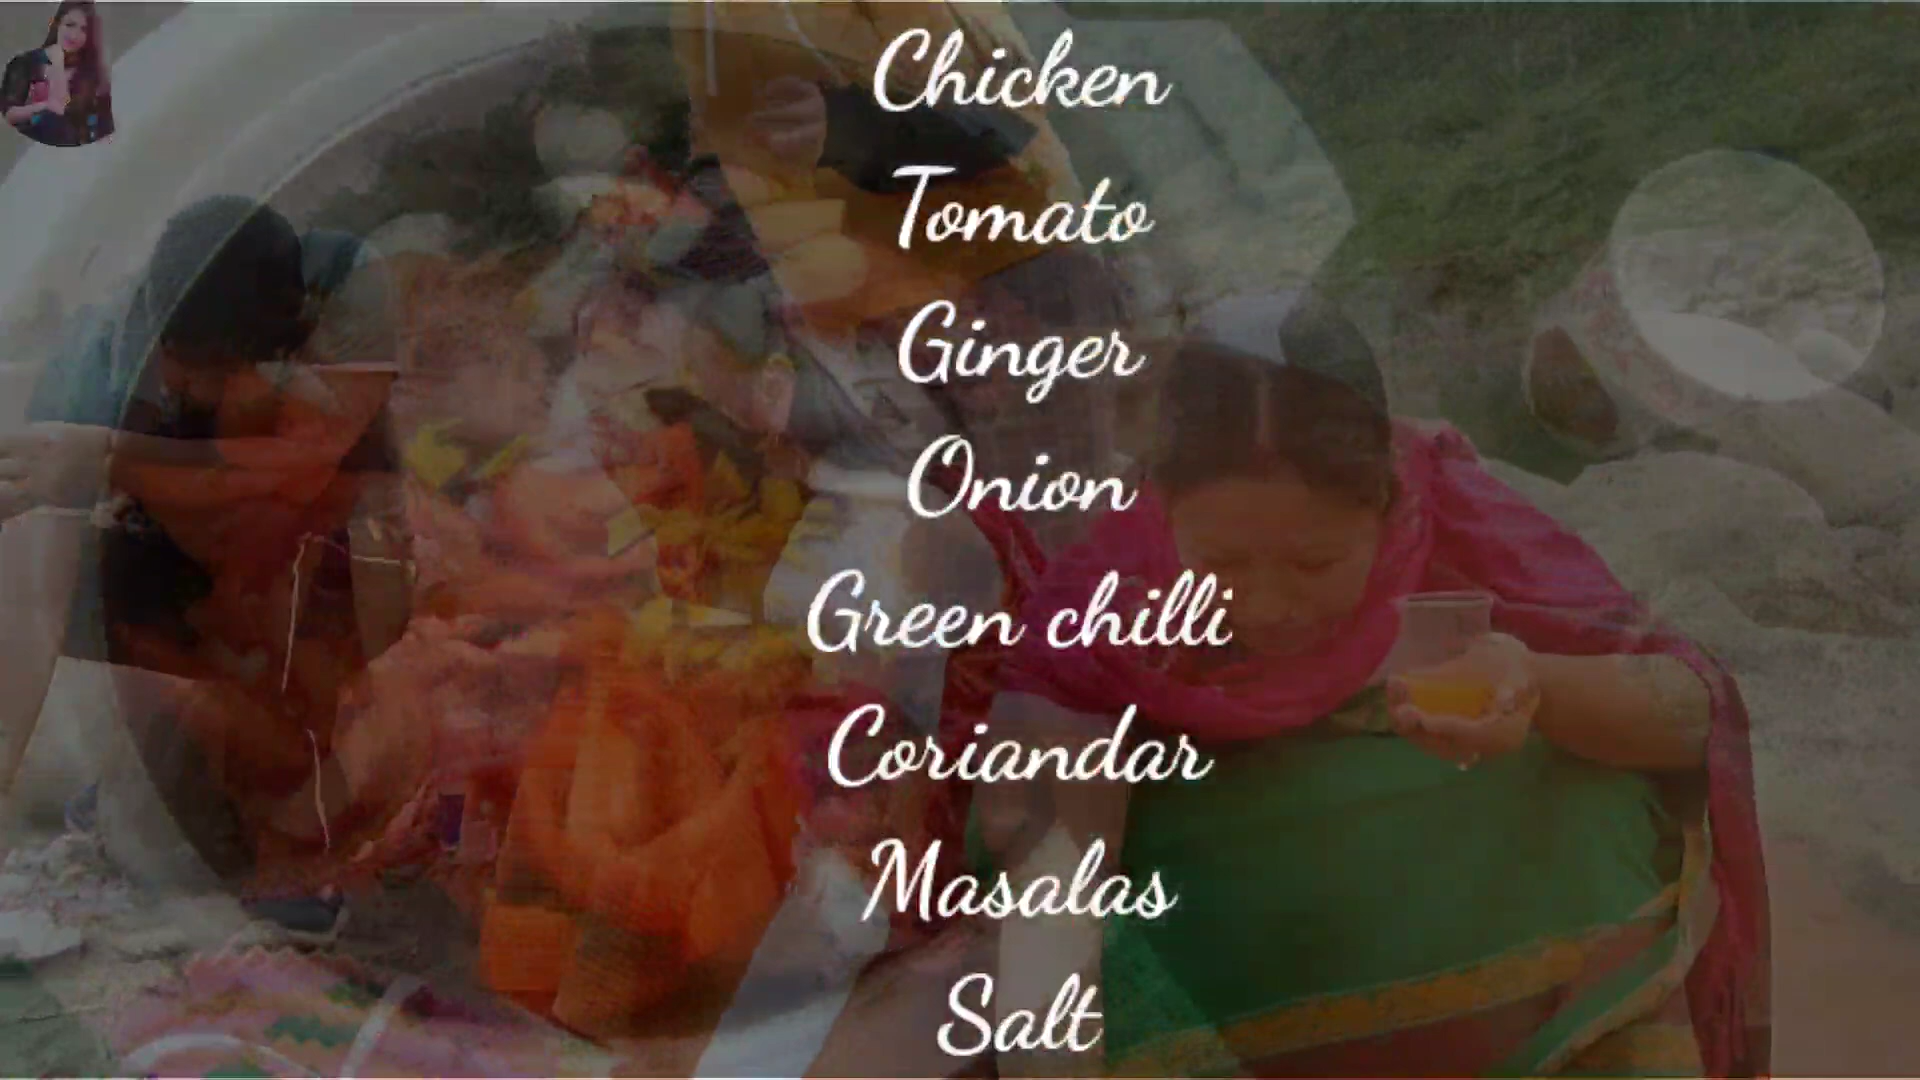 Chicken
Tomato
Ginger
Onion
Green chilli
Coriandar
Masalas
Salt